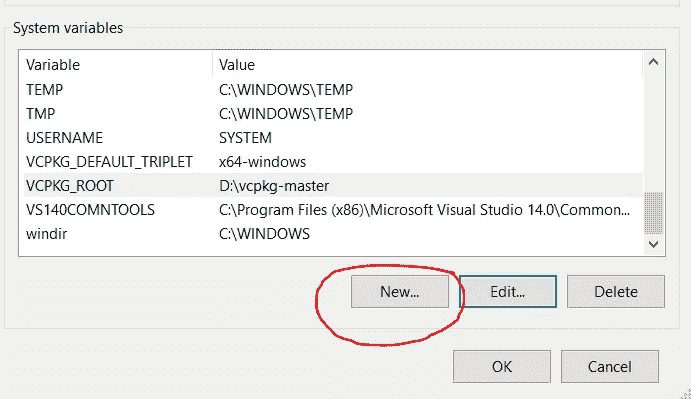 System variables
Variable Value
TEMP C:\WINDOWS\TEMP
TMP C:\WINDOWS\TEMP
USERNAME SYSTEM
VCPKG_DEFAULT_TRIPLET x64-windows
VCPKG_ROOT D:\vcpkg-master
VS140COMNTOOLS C:\Program Files (x86)\Microsoft Visual Studio 14.0\Common...
windir C:\WINDOWS
New... Edit... Delete
OK Cancel